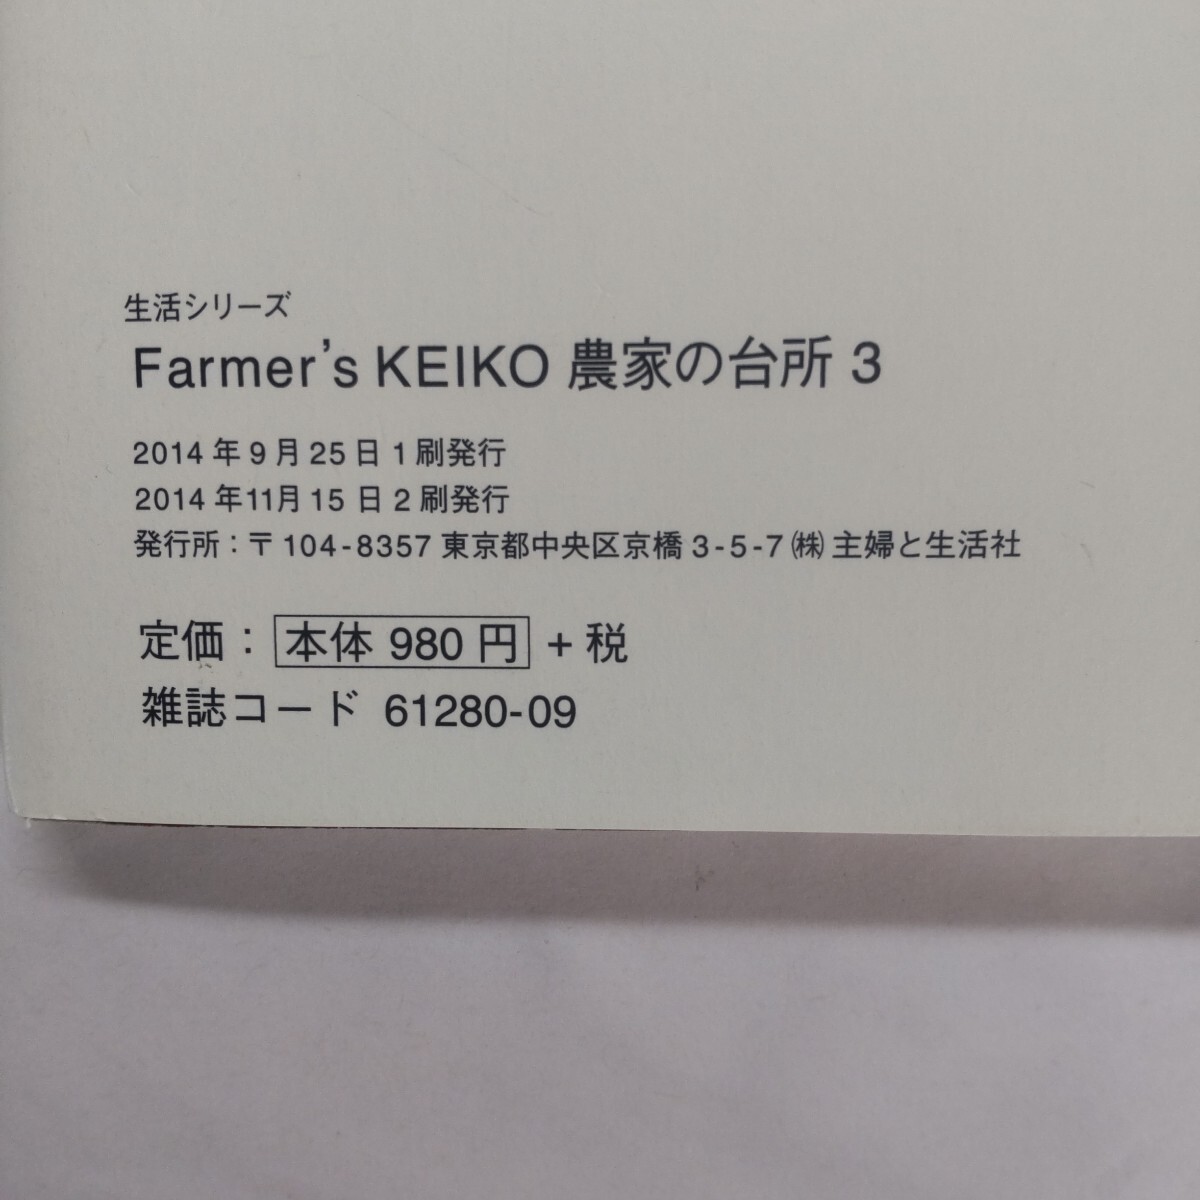 生活シリーズ
Farmer's KEIKO 農家の台所 3
2014 年 9 月 25 日 1 刷発行
2014 年11月 15 日 2 刷発行
発行所：〒104-8357 東京都中央区京橋 3-5-7 ㈱ 主婦と生活社
定価： 本体 980 円 + 税
雑誌コード 61280-09